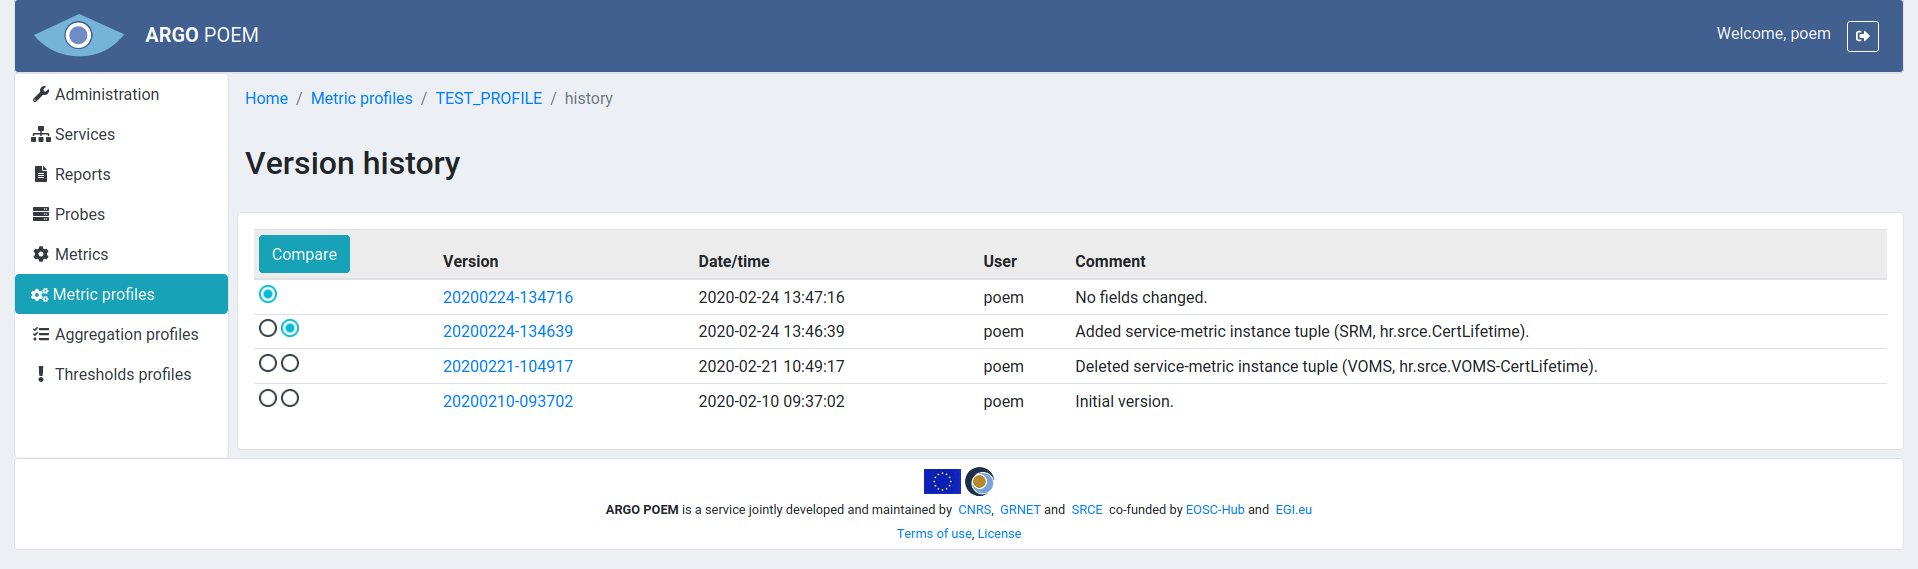 ARGO POEM
Welcome, poem
Administration
Services
Reports
Probes
Metrics
Metric profiles
Aggregation profiles
Thresholds profiles
Home / Metric profiles / TEST_PROFILE / history
Version history
Compare Version Date/time User Comment
20200224-134716 2020-02-24 13:47:16 poem No fields changed.
20200224-134639 2020-02-24 13:46:39 poem Added service-metric instance tuple (SRM, hr.srce.CertLifetime).
20200221-104917 2020-02-21 10:49:17 poem Deleted service-metric instance tuple (VOMS, hr.srce.VOMS-CertLifetime).
20200210-093702 2020-02-10 09:37:02 poem Initial version.
ARGO POEM is a service jointly developed and maintained by CNRS, GRNET and SRCE co-funded by EOSC-Hub and EGI.eu
Terms of use, License